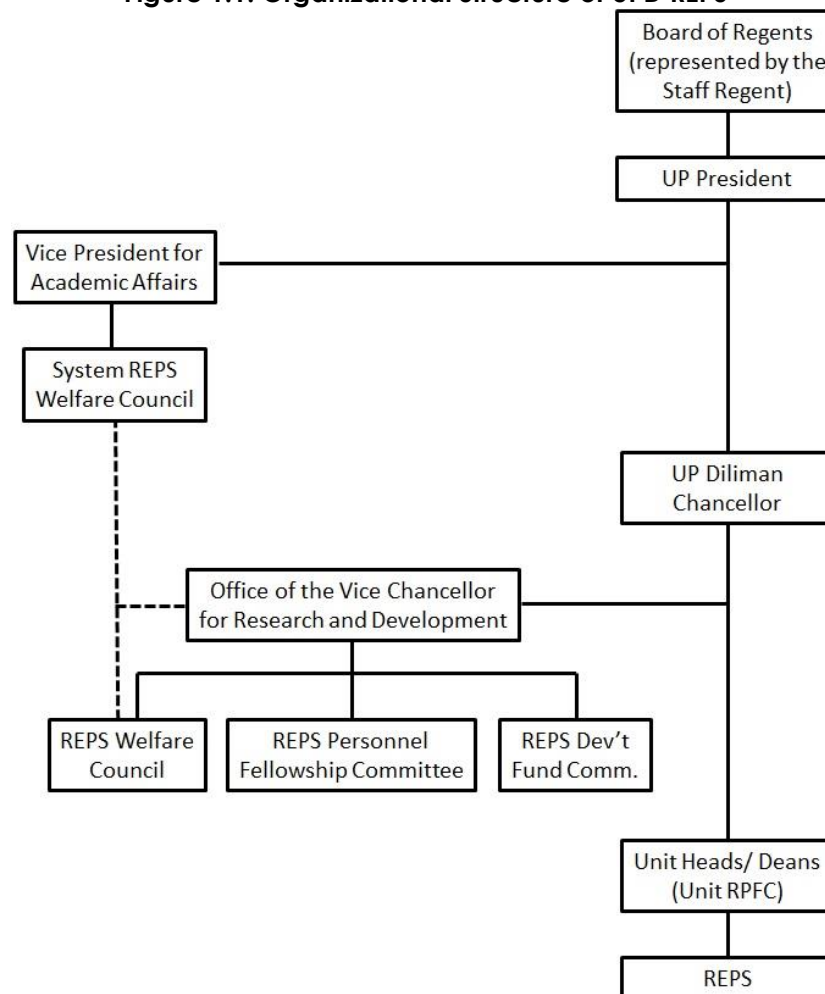 Board of Regents
(represented by the
Staff Regent)
UP President
Vice President for
Academic Affairs
System REPS
Welfare Council
UP Diliman
Chancellor
Office of the Vice Chancellor
for Research and Development
REPS Welfare
Council
REPS Personnel
Fellowship Committee
REPS Dev't
Fund Comm.
Unit Heads/ Deans
(Unit RPFC)
REPS